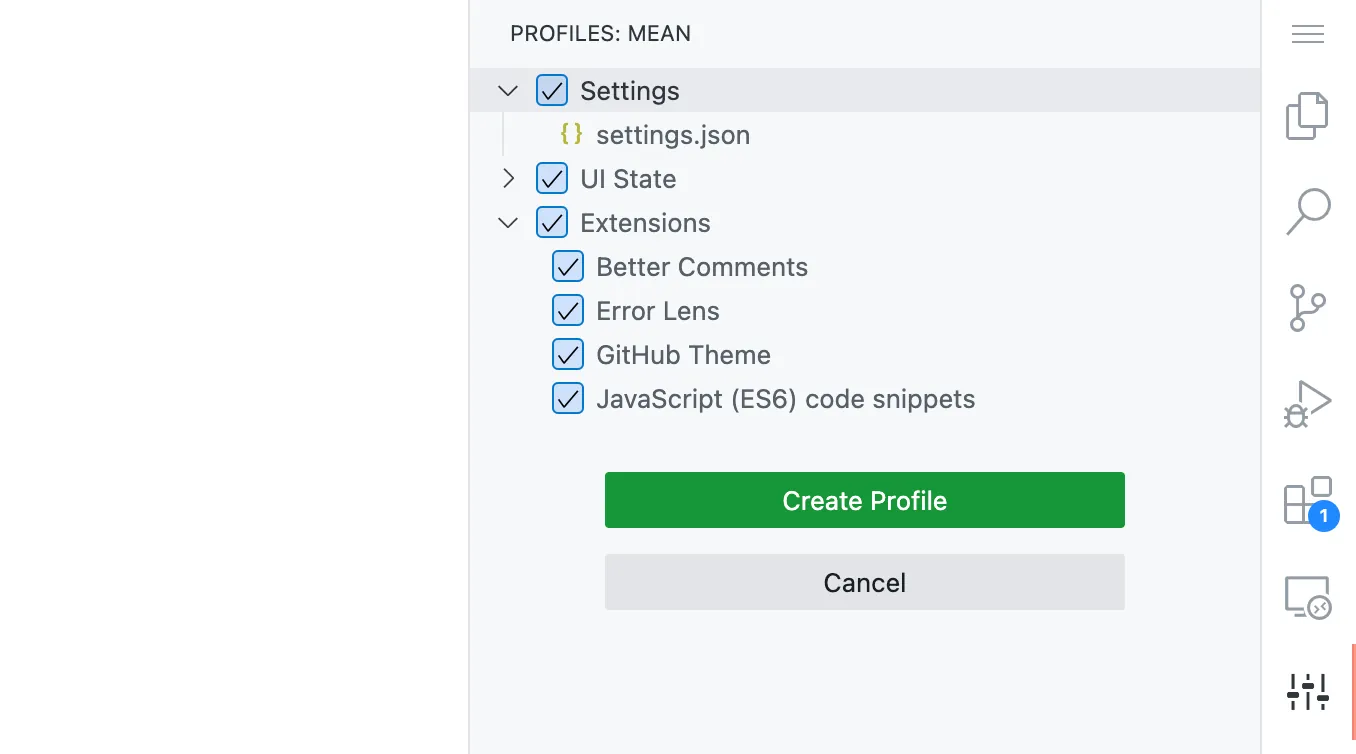 PROFILES: MEAN
Settings
{} settings.json
UI State
Extensions
Better Comments
Error Lens
GitHub Theme
JavaScript (ES6) code snippets
Create Profile
1
Cancel